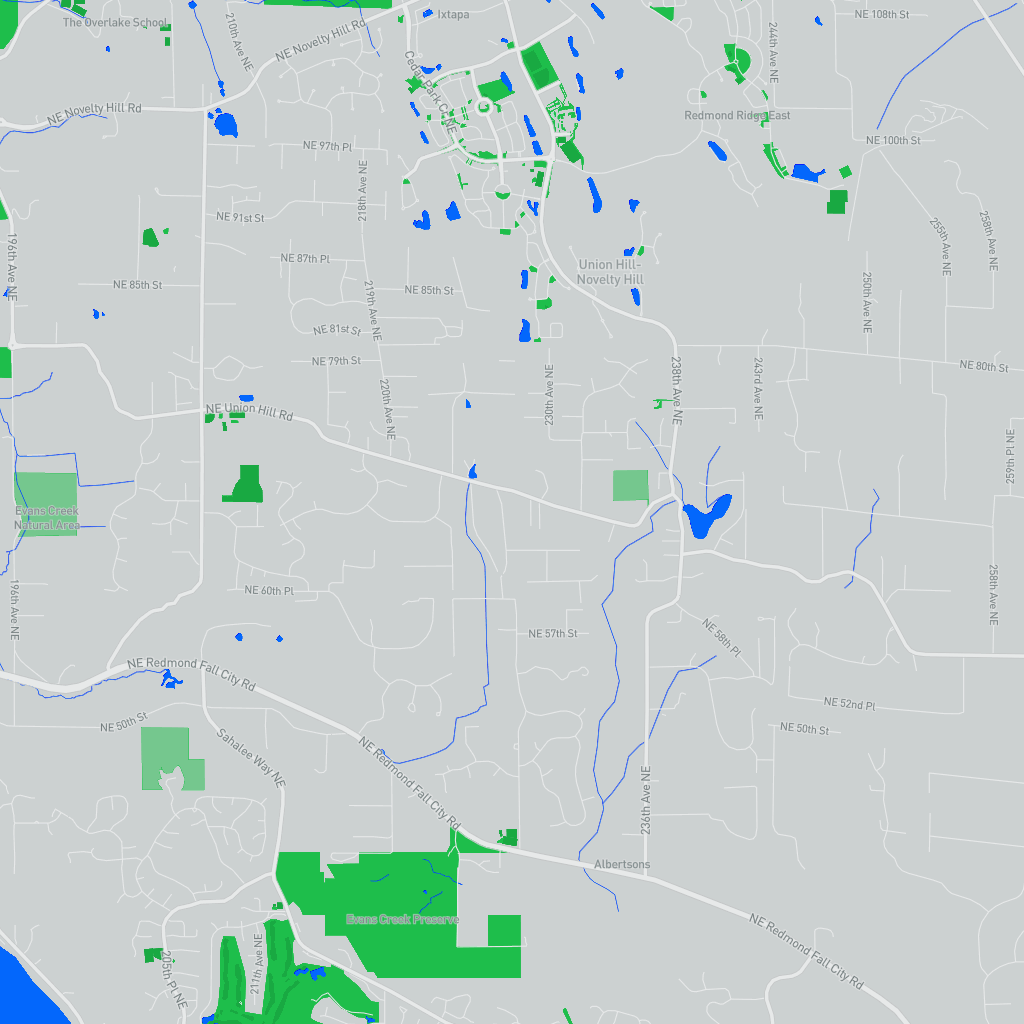 The Overlake School
210th Ave NE
NE Novelty Hill Rd
Ixtapa
NE 108th St
244th Ave NE
Cedar Park Cr NE
NE Novelty Hill Rd
Redmond Ridge East
NE 97th Pl
NE 100th St
218th Ave NE
NE 91st St
196th Ave NE
NE 87th Pl
Union Hill-
Novelty Hill
255th Ave NE
258th Ave NE
NE 85th St
NE 85th St
219th Ave NE
250th Ave NE
NE 81st St
NE 79th St
NE 80th St
220th Ave NE
230th Ave NE
238th Ave NE
243rd Ave NE
NE Union Hill Rd
259th Pl NE
Evans Creek
Natural Area
196th Ave NE
NE 60th Pl
258th Ave NE
NE 57th St
NE 58th Pl
NE Redmond Fall City Rd
NE 52nd Pl
NE 50th St
NE 50th St
Sahalee Way NE
NE Redmond Fall City Rd
236th Ave NE
Albertsons
Evans Creek Preserve
NE Redmond Fall City Rd
211th Ave NE
205th Pl NE